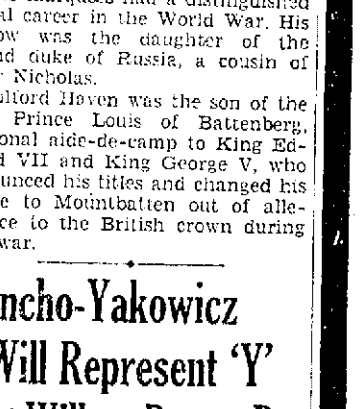 marquess had a distinguished
al career in the World War. His
ow was the daughter of the
nd duke of Russia, a cousin of
r Nicholas.
ulford Haven was the son of the
Prince Louis of Battenberg,
onal aide-de-camp to King Ed-
d VII and King George V, who
ounced his titles and changed his
e to Mountbatten out of alle-
ce to the British crown during
war.
ncho-Yakowicz
Will Represent 'Y'